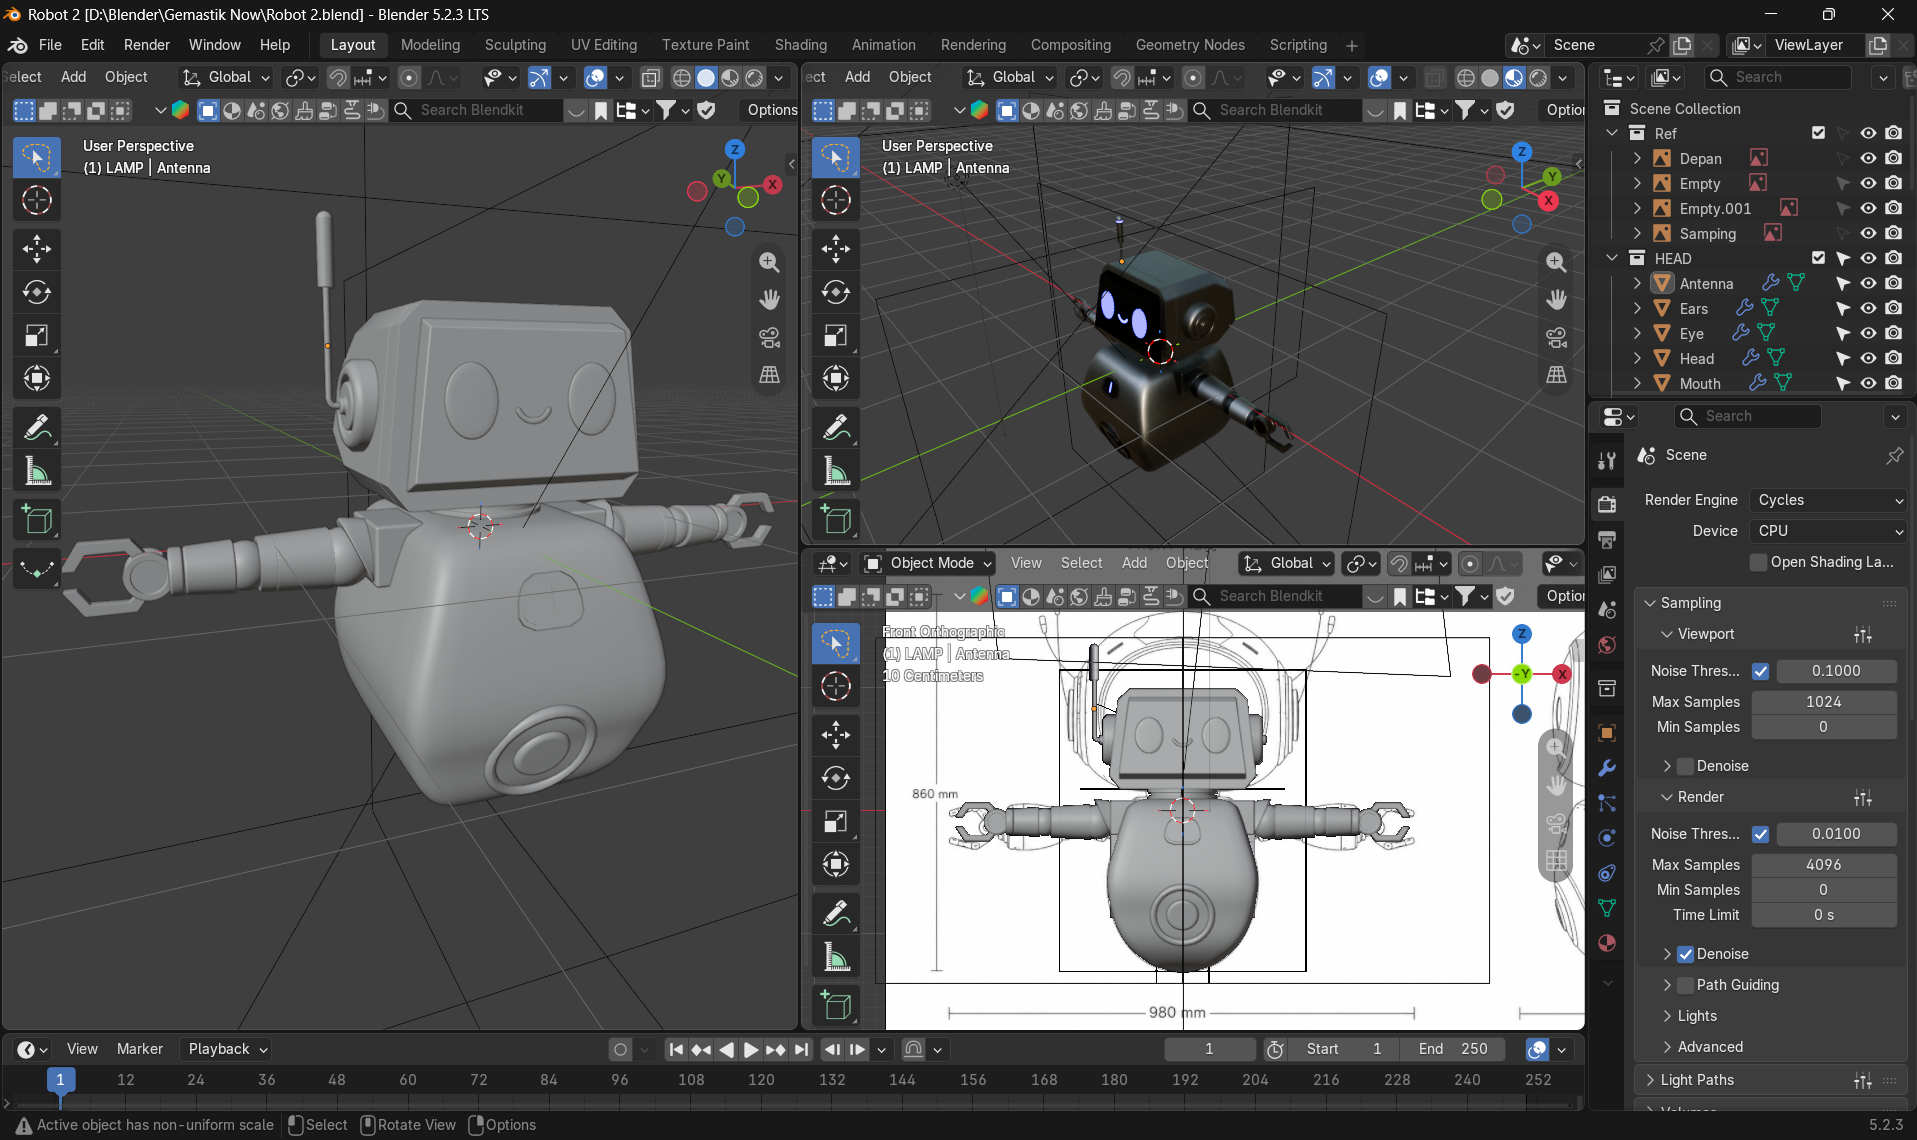 Robot 2 [D:\Blender\Gemastik Now\Robot 2.blend] - Blender 5.2.3 LTS
File Edit Render Window Help Layout Modeling Sculpting UV Editing Texture Paint Shading Animation Rendering Compositing Geometry Nodes Scripting Scene ViewLayer
elect Add Object Global
Search Blendkit Options
User Perspective
(1) LAMP | Antenna
Z
Y
X
ect Add Object Global
Search Blendkit Optio
User Perspective
(1) LAMP | Antenna
Z
Y
X
Object Mode View Select Add Object Global
Search Blendkit Option
Front Orthographic
(1) LAMP | Antenna
10 Centimeters
Z
-Y
X
860 mm
980 mm
Search
Scene Collection
Ref
Depan
Empty
Empty.001
Samping
HEAD
Antenna
Ears
Eye
Head
Mouth
Search
Scene
Render Engine Cycles
Device CPU
Open Shading La...
Sampling
Viewport
Noise Thres... 0.1000
Max Samples 1024
Min Samples 0
Denoise
Render
Noise Thres... 0.0100
Max Samples 4096
Min Samples 0
Time Limit 0 s
Denoise
Path Guiding
Lights
Advanced
Light Paths
View Marker Playback 1 Start 1 End 250
1 12 24 36 48 60 72 84 96 108 120 132 144 156 168 180 192 204 216 228 240 252
Active object has non-uniform scale Select Rotate View Options 5.2.3